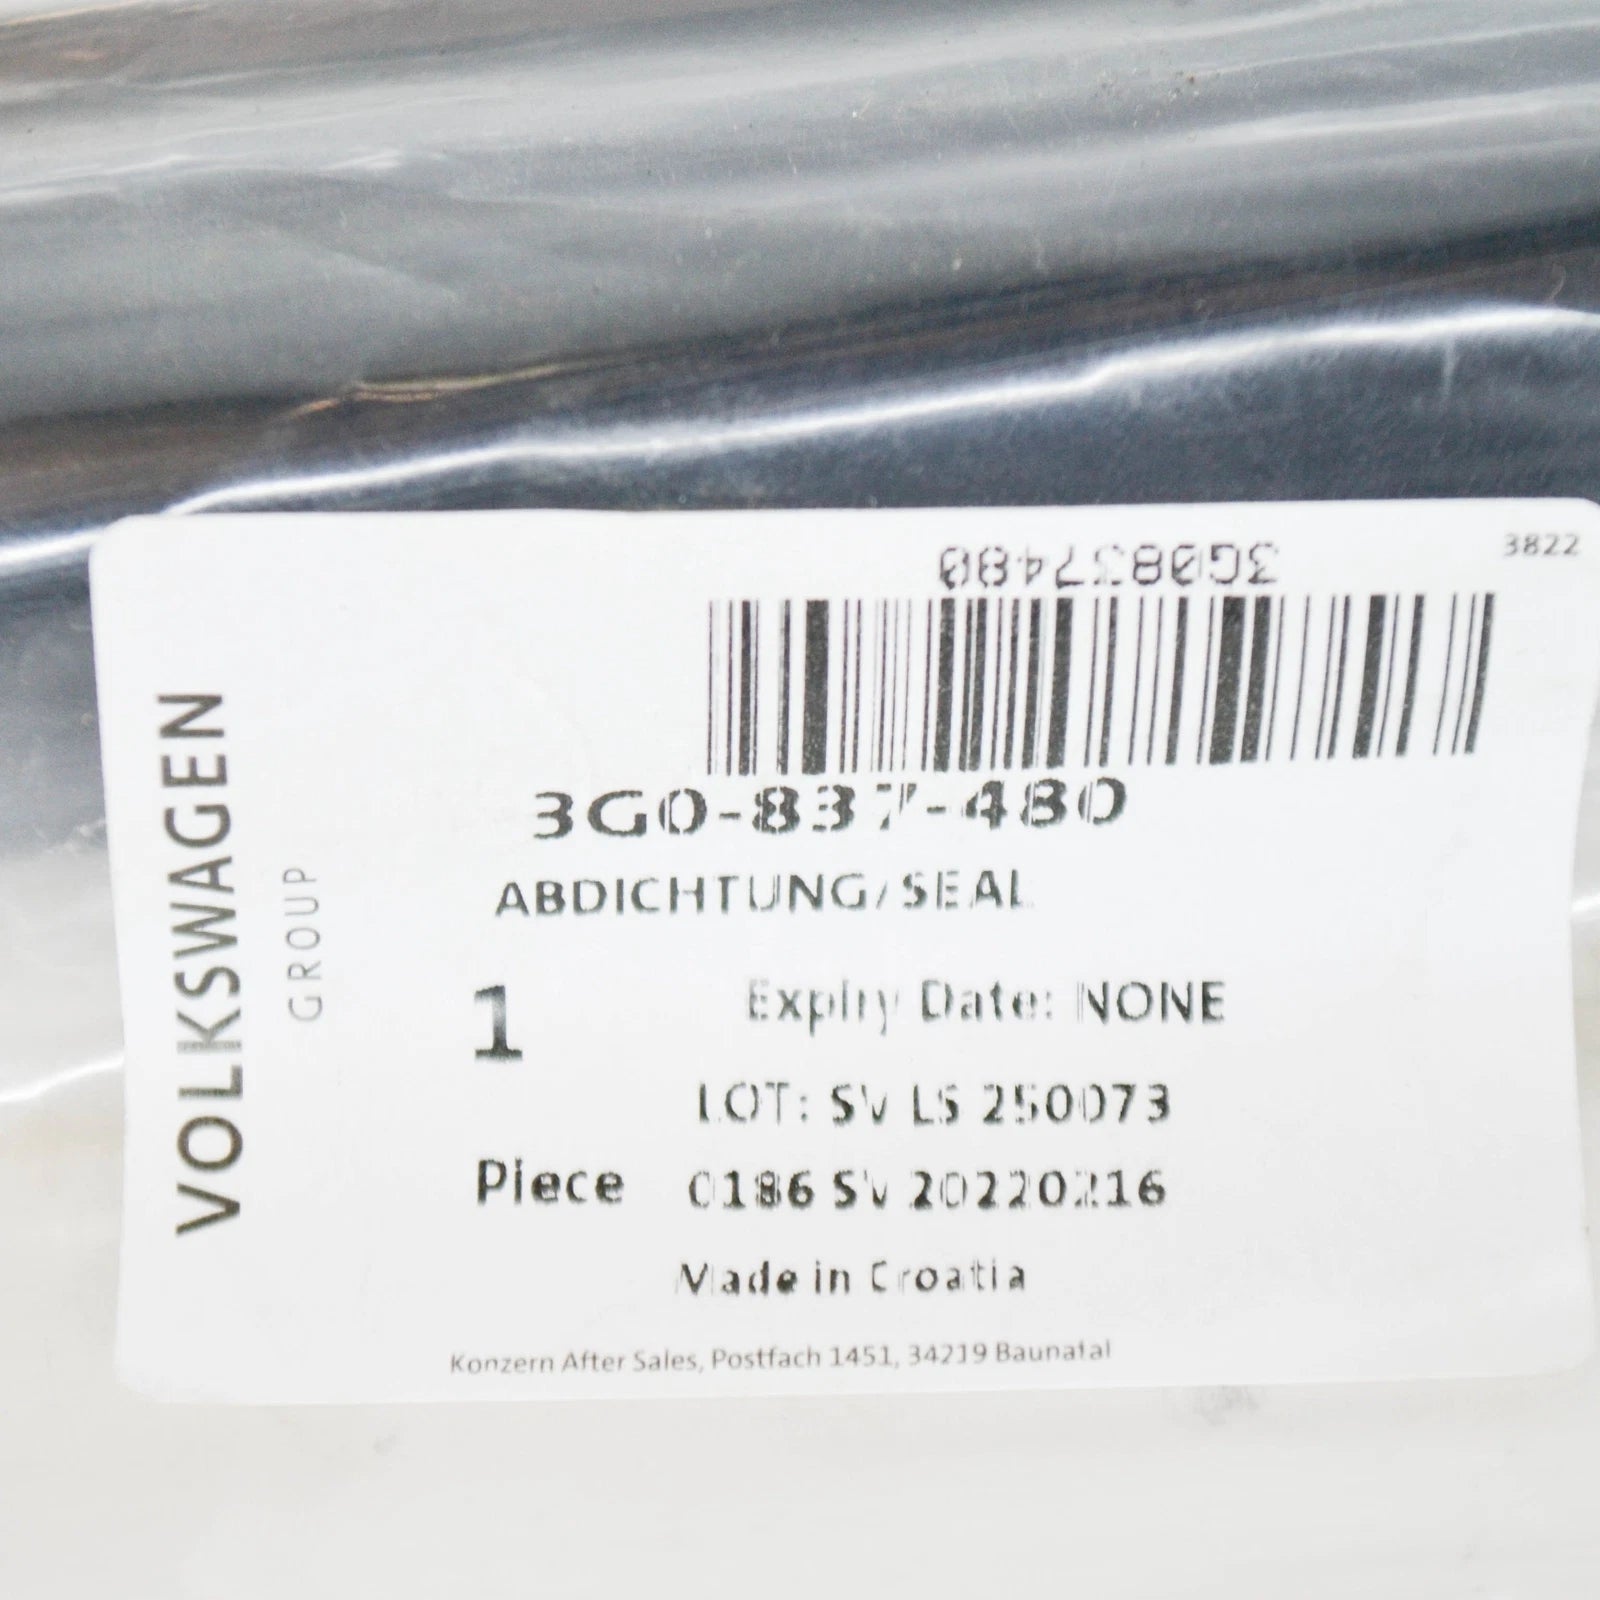 3G0837480
3822
3G0-837-480
ABDICHTUNG/SEAL
1
Expiry Date: NONE
LOT: SV LS 250073
Piece
0186 SV 20220216
Made in Croatia
Konzern After Sales, Postfach 1451, 34219 Baunatal
VOLKSWAGEN
GROUP